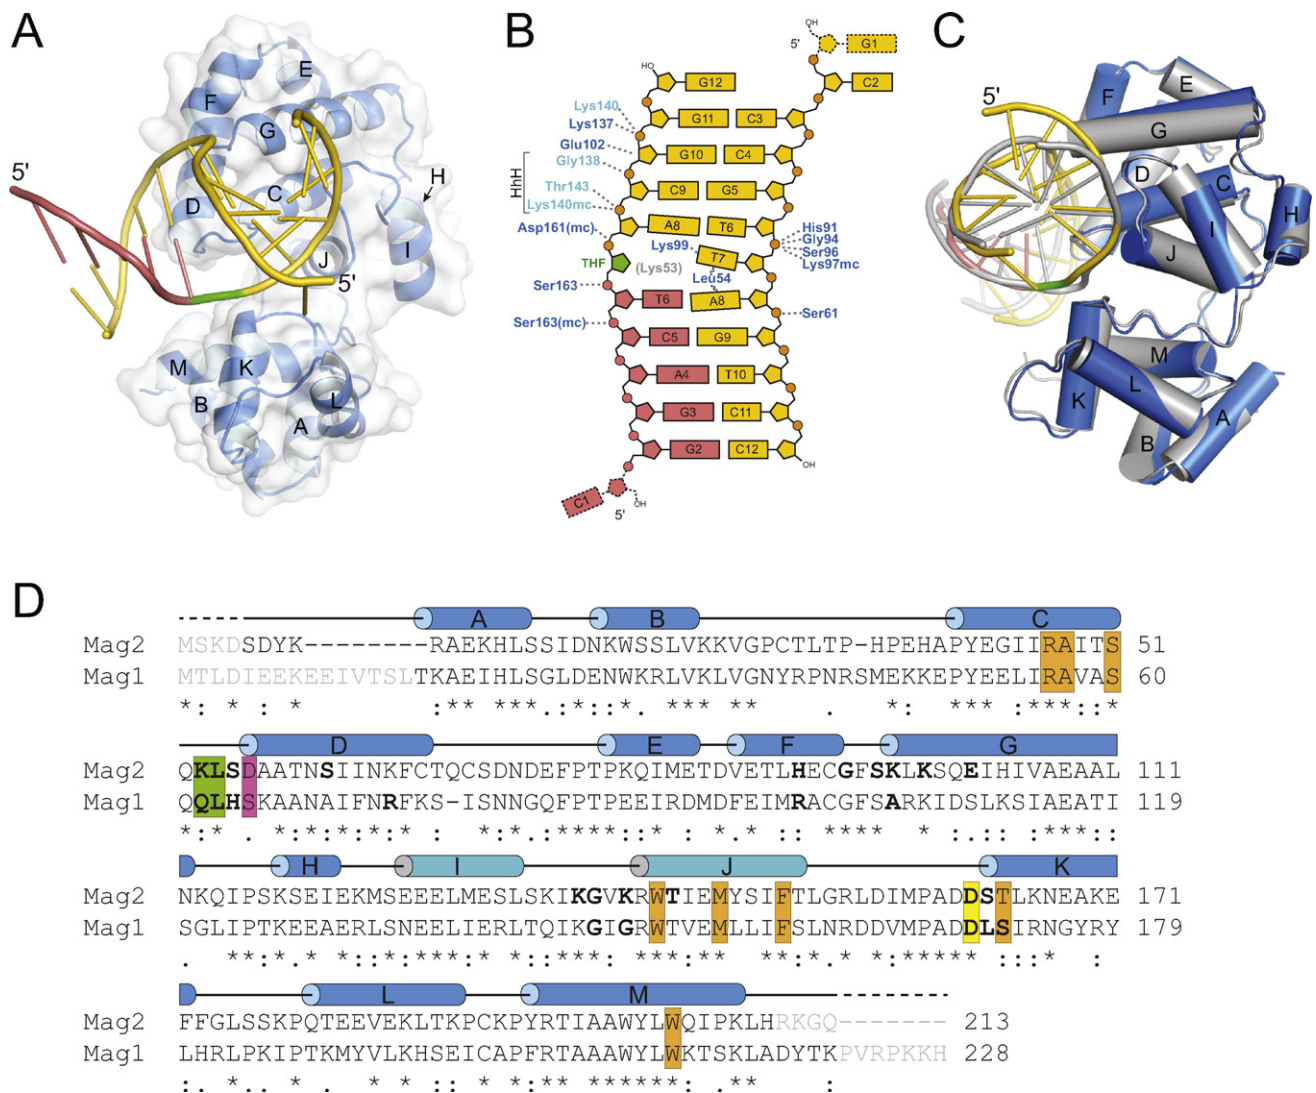 A
B
C
E
F
G
H
D
C
I
J
5'
5'
M
K
B
L
A
OH
5'
G1
HO
G12
C2
Lys140
Lys137
G11
C3
Glu102
Gly138
G10
C4
HhH
Thr143
Lys140mc
C9
G5
Asp161(mc)
A8
T6
His91
Gly94
Ser96
Lys97mc
Lys99
T7
THF
(Lys53)
Leu54
Ser163
T6
A8
Ser61
Ser163(mc)
C5
G9
A4
T10
G3
C11
G2
C12
OH
C1
5'
OH
5'
F
E
G
D
C
I
H
J
M
K
L
A
B
D
A B C
Mag2 MSKDSDYK--------RAEKHLSSIDNKWSSLVKKVGPCTLTP-HPEHAPYEGIIRAITS 51
Mag1 MTLDIEEKEEIVTSLTKAEIHLSGLDENWKRLVKLVGNYRPNRSMEKKEPYEELIRAVAS 60
*: * : * :** ***.:.:* ** *** ** . *** :***::*
D E F G
Mag2 QKLSDAATNSIINKFCTQCSDNDEFPTPKQIMETDVETLHECGFSKLKSQEIHIVAEAAL 111
Mag1 QQLHSKAANAIFNRFKS-ISNNGQFPTPEEIRDMDFEIMRACGFSARKIDSLKSIAEATI 119
*:* .*:*:*:*:* : *:*.:****::* : *.* :: **** * :.:: :***::
H I J K
Mag2 NKQIPSKSEIEKMSEEELMESLSKIKGVKRWTIEMYSIFTLGRLDIMPADDSTLKNEAKE 171
Mag1 SGLIPTKEEAERLSNEELIERLTQIKGIGRWTVEMLLIFSLNRDDVMPADDLSIRNGYRY 179
. **:*.* *::*:***:* *::***: ***:** **:*.* *:***** :::* :
L M
Mag2 FFGLSSKPQTEEVEKLTKPCKPYRTIAAWYLWQIPKLHRKGQ------- 213
Mag1 LHRLPKIPTKMYVLKHSEICAPFRTAAAWYLWKTSKLADYTKPVRPKKH 228
:. *.. * . * * :: * *:** ******: .** :